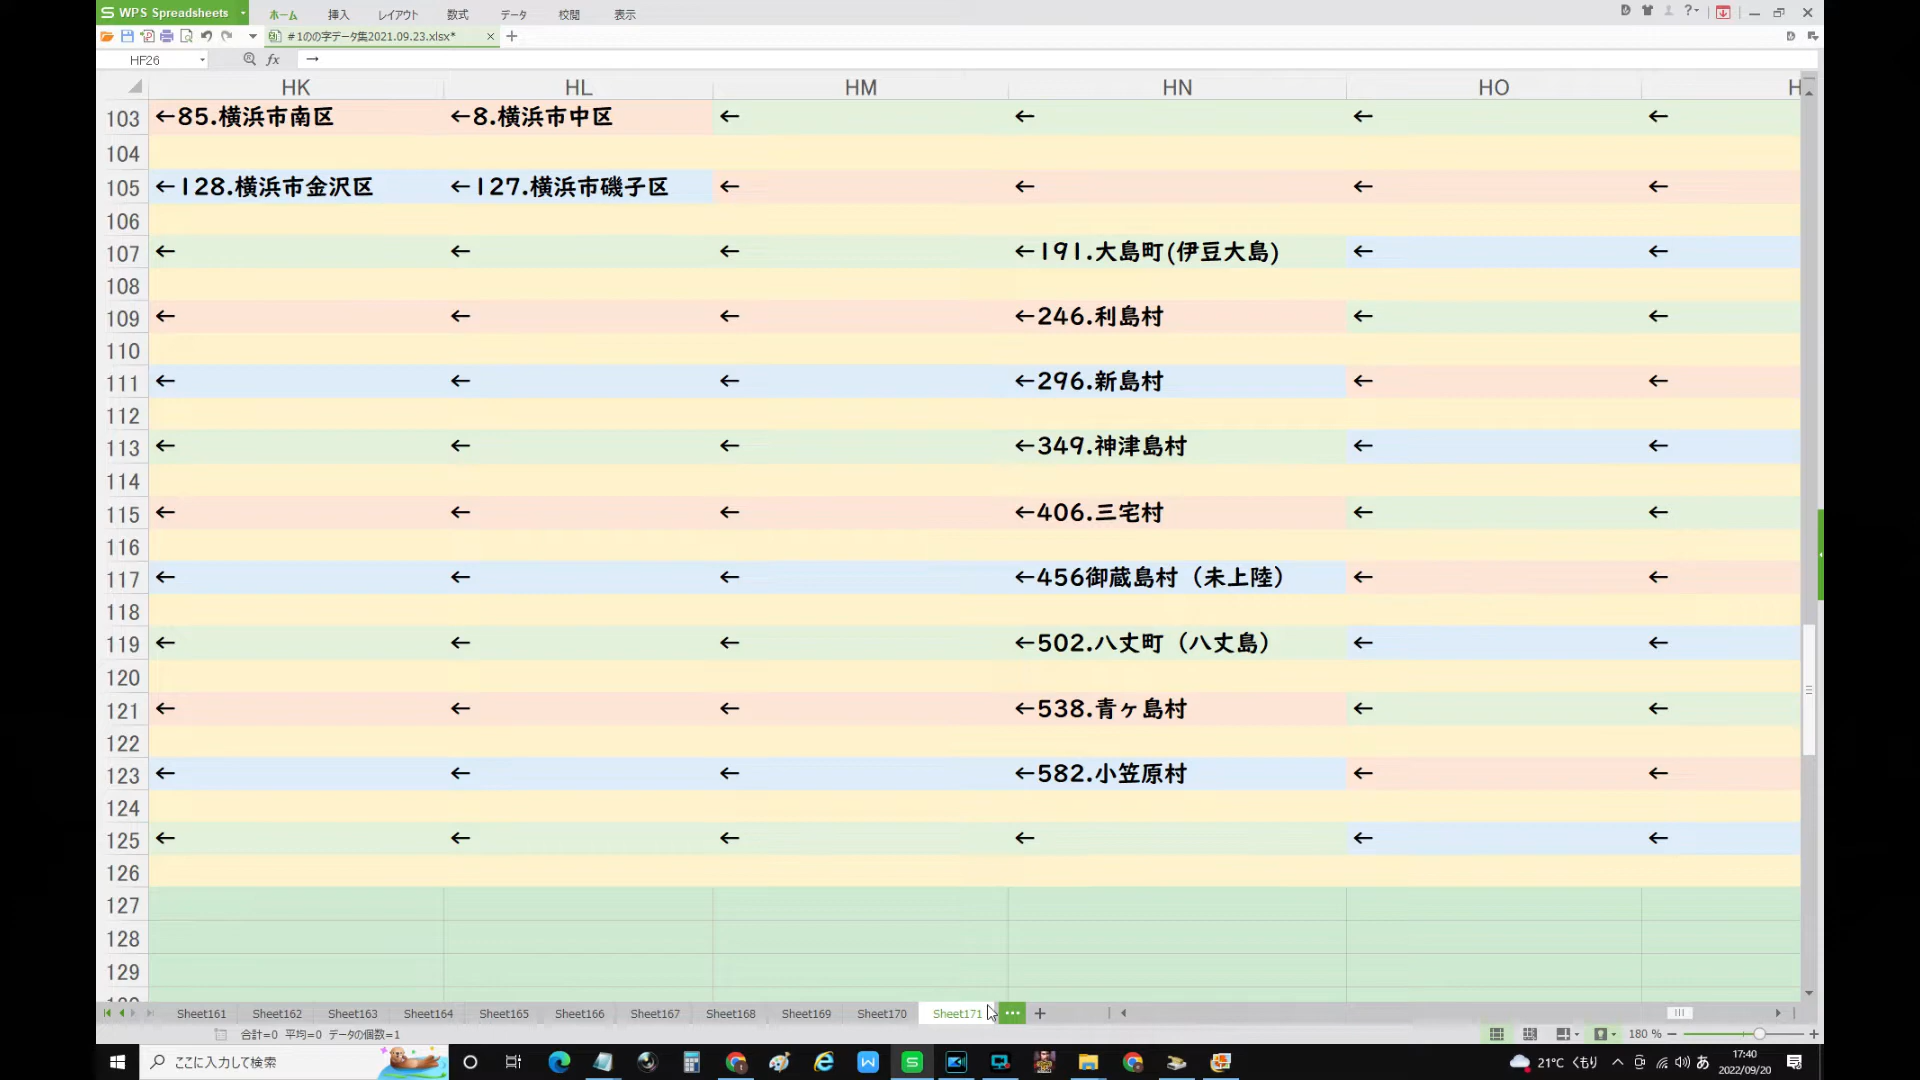 WPS Spreadsheets ホーム 挿入 レイアウト 数式 データ 校閲 表示
#1のの字データ集2021.09.23.xlsx*
HF26 fx →
HK HL HM HN HO H
103 ←85.横浜市南区 ←8.横浜市中区 ← ← ← ←
104
105 ←128.横浜市金沢区 ←127.横浜市磯子区 ← ← ← ←
106
107 ← ← ← ←191.大島町(伊豆大島) ← ←
108
109 ← ← ← ←246.利島村 ← ←
110
111 ← ← ← ←296.新島村 ← ←
112
113 ← ← ← ←349.神津島村 ← ←
114
115 ← ← ← ←406.三宅村 ← ←
116
117 ← ← ← ←456御蔵島村（未上陸） ← ←
118
119 ← ← ← ←502.八丈町（八丈島） ← ←
120
121 ← ← ← ←538.青ヶ島村 ← ←
122
123 ← ← ← ←582.小笠原村 ← ←
124
125 ← ← ← ← ← ←
126
127
128
129
Sheet161 Sheet162 Sheet163 Sheet164 Sheet165 Sheet166 Sheet167 Sheet168 Sheet169 Sheet170 Sheet171 ... +
合計=0 平均=0 データの個数=1 180 %
ここに入力して検索 21℃ くもり あ 17:40
2022/09/20